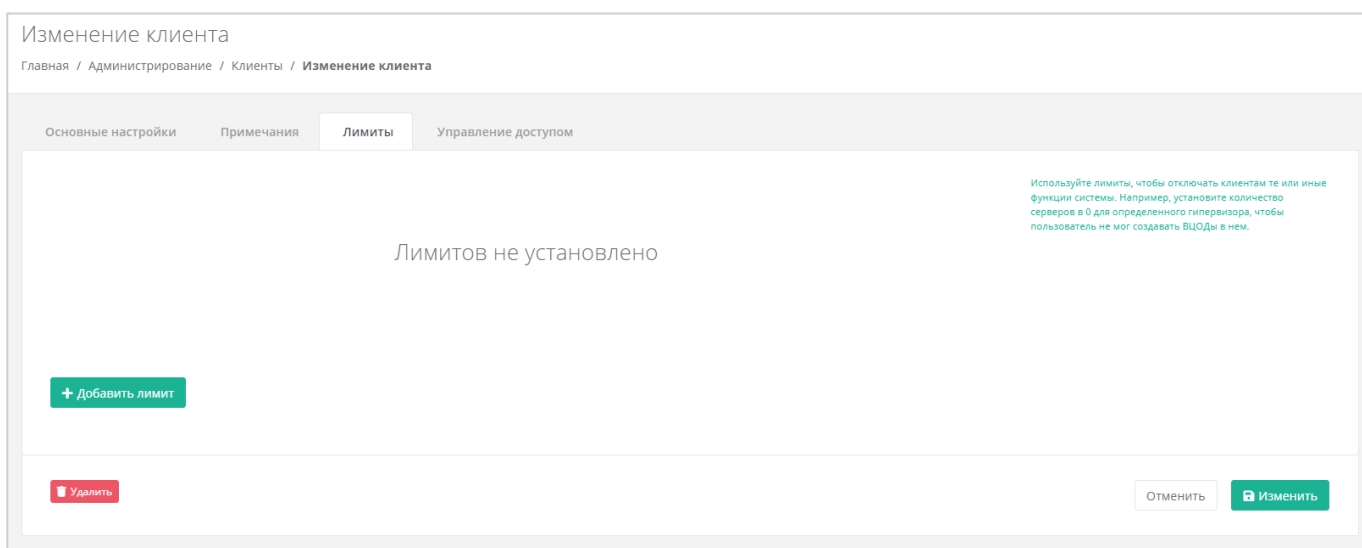 Изменение клиента
Главная / Администрирование / Клиенты / Изменение клиента
Основные настройки Примечания Лимиты Управление доступом
Используйте лимиты, чтобы отключать клиентам те или иные
функции системы. Например, установите количество
серверов в 0 для определенного гипервизора, чтобы
пользователь не мог создавать ВЦОДы в нем.
Лимитов не установлено
+ Добавить лимит
Удалить
Отменить Изменить